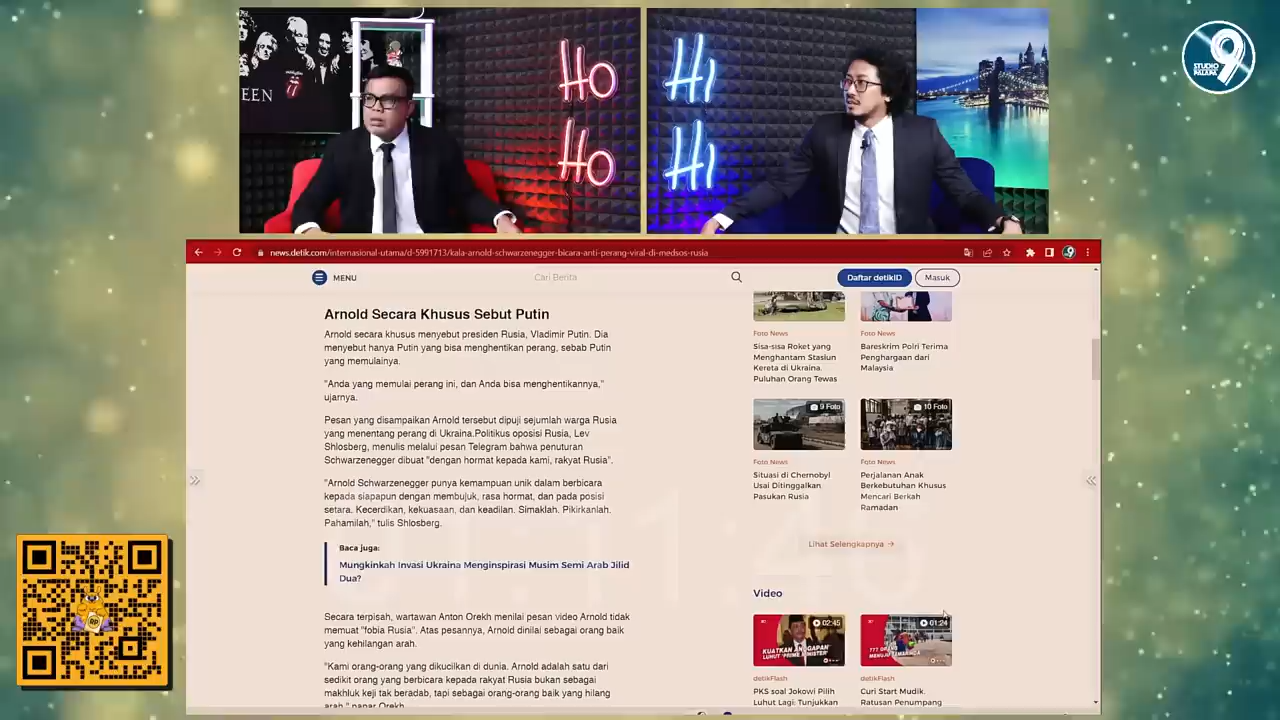 EEN
Ho
Ho
Hi
Hi
STUDIO
PALAPA
9
news.detik.com/internasional-utama/d-5991713/kala-arnold-schwarzenegger-bicara-anti-perang-viral-di-medsos-rusia
MENU
Cari Berita
Daftar detikID
Masuk
Arnold Secara Khusus Sebut Putin
Arnold secara khusus menyebut presiden Rusia, Vladimir Putin. Dia
menyebut hanya Putin yang bisa menghentikan perang, sebab Putin
yang memulainya.
"Anda yang memulai perang ini, dan Anda bisa menghentikannya,"
ujarnya.
Pesan yang disampaikan Arnold tersebut dipuji sejumlah warga Rusia
yang menentang perang di Ukraina.Politikus oposisi Rusia, Lev
Shlosberg, menulis melalui pesan Telegram bahwa penuturan
Schwarzenegger dibuat "dengan hormat kepada kami, rakyat Rusia".
"Arnold Schwarzenegger punya kemampuan unik dalam berbicara
kepada siapapun dengan membujuk, rasa hormat, dan pada posisi
setara. Kecerdikan, kekuasaan, dan keadilan. Simaklah. Pikirkanlah.
Pahamilah," tulis Shlosberg.
Baca juga:
Mungkinkah Invasi Ukraina Menginspirasi Musim Semi Arab Jilid
Dua?
Secara terpisah, wartawan Anton Orekh menilai pesan video Arnold tidak
memuat "fobia Rusia". Atas pesannya, Arnold dinilai sebagai orang baik
yang kehilangan arah.
"Kami orang-orang yang dikucilkan di dunia. Arnold adalah satu dari
sedikit orang yang berbicara kepada rakyat Rusia bukan sebagai
makhluk keji tak beradab, tapi sebagai orang-orang baik yang hilang
arah," papar Orekh.
Foto News
Sisa-sisa Roket yang
Menghantam Stasiun
Kereta di Ukraina,
Puluhan Orang Tewas
Foto News
Bareskrim Polri Terima
Penghargaan dari
Malaysia
9 Foto
Foto News
Situasi di Chernobyl
Usai Ditinggalkan
Pasukan Rusia
10 Foto
Foto News
Perjalanan Anak
Berkebutuhan Khusus
Mencari Berkah
Ramadan
Lihat Selengkapnya →
Video
02:45
KUATKAN ANGGAPAN
LUHUT 'PRIME MINISTER'
detikFlash
PKS soal Jokowi Pilih
Luhut Lagi: Tunjukkan
01:24
777 ORANG
detikFlash
Curi Start Mudik,
Ratusan Penumpang
RP